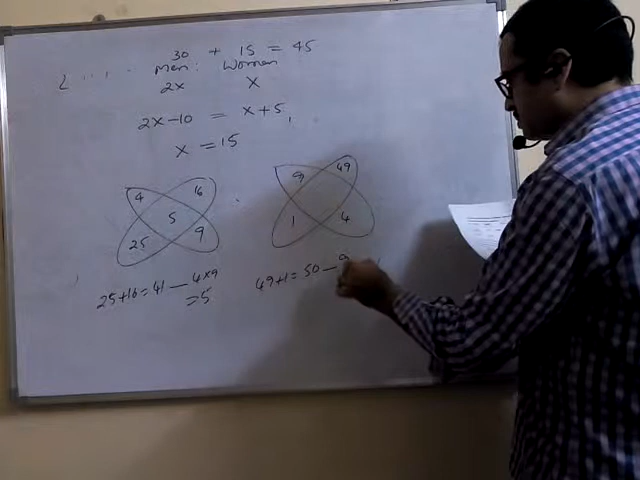 30 + 15 = 45
Men : Women
2x x
2x-10 = x+5,
x = 15
4 16
5
25 9
9 49
1 4
25+16=41 — 4x9
=5
49+1=50 — 9